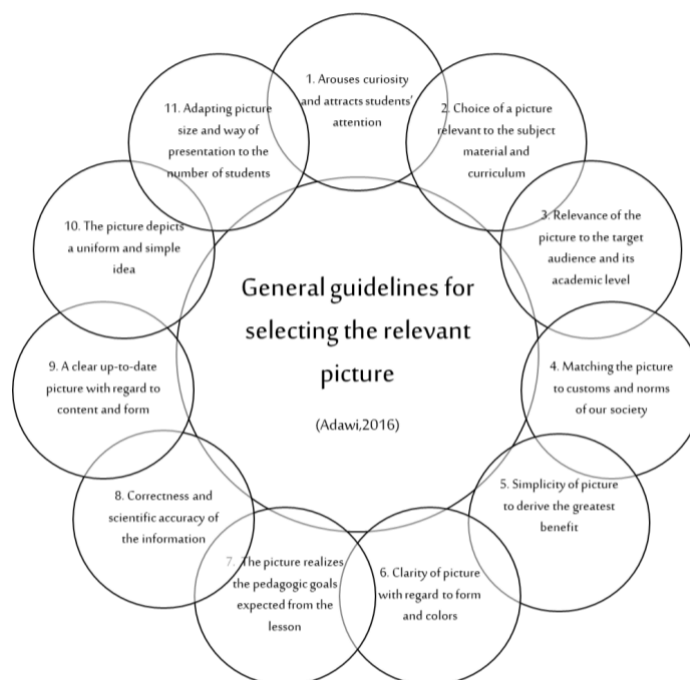 General guidelines for
selecting the relevant
picture
(Adawi,2016)
1. Arouses curiosity
and attracts students'
attention
2. Choice of a picture
relevant to the subject
material and
curriculum
3. Relevance of the
picture to the target
audience and its
academic level
4. Matching the picture
to customs and norms
of our society
5. Simplicity of picture
to derive the greatest
benefit
6. Clarity of picture
with regard to form
and colors
7. The picture realizes
the pedagogic goals
expected from the
lesson
8. Correctness and
scientific accuracy of
the information
9. A clear up-to-date
picture with regard to
content and form
10. The picture depicts
a uniform and simple
idea
11. Adapting picture
size and way of
presentation to the
number of students